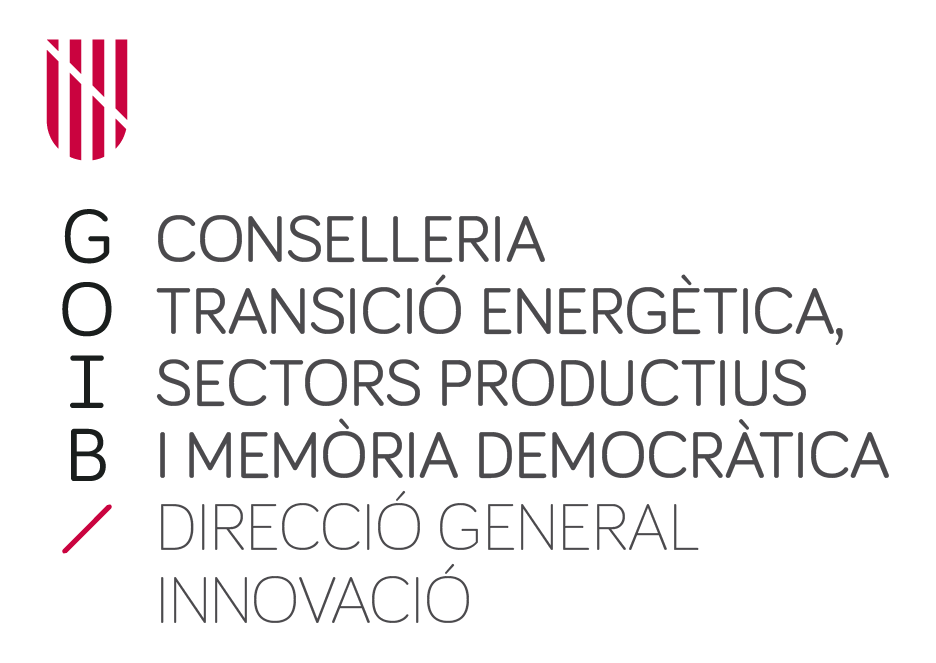 G CONSELLERIA
O TRANSICIÓ ENERGÈTICA,
I SECTORS PRODUCTIUS
B I MEMÒRIA DEMOCRÀTICA
/ DIRECCIÓ GENERAL
INNOVACIÓ